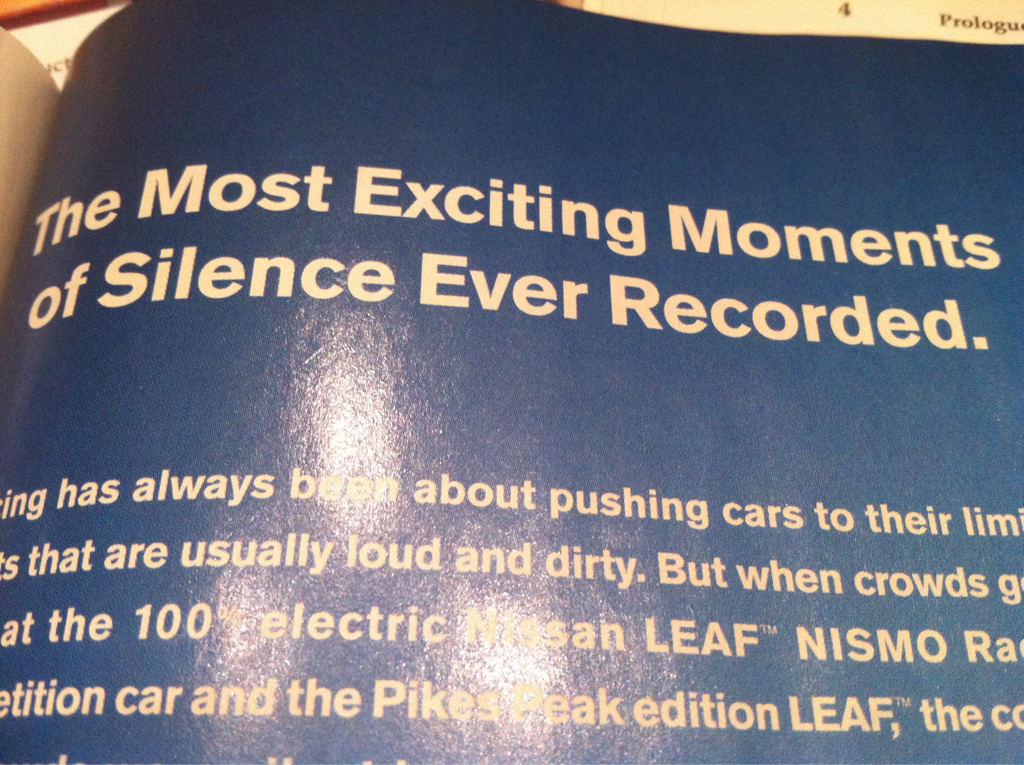 4
Prologue
The Most Exciting Moments
of Silence Ever Recorded.
cing has always been about pushing cars to their limi
ts that are usually loud and dirty. But when crowds g
at the 100% electric Nissan LEAF™ NISMO Rac
etition car and the Pikes Peak edition LEAF,™ the co